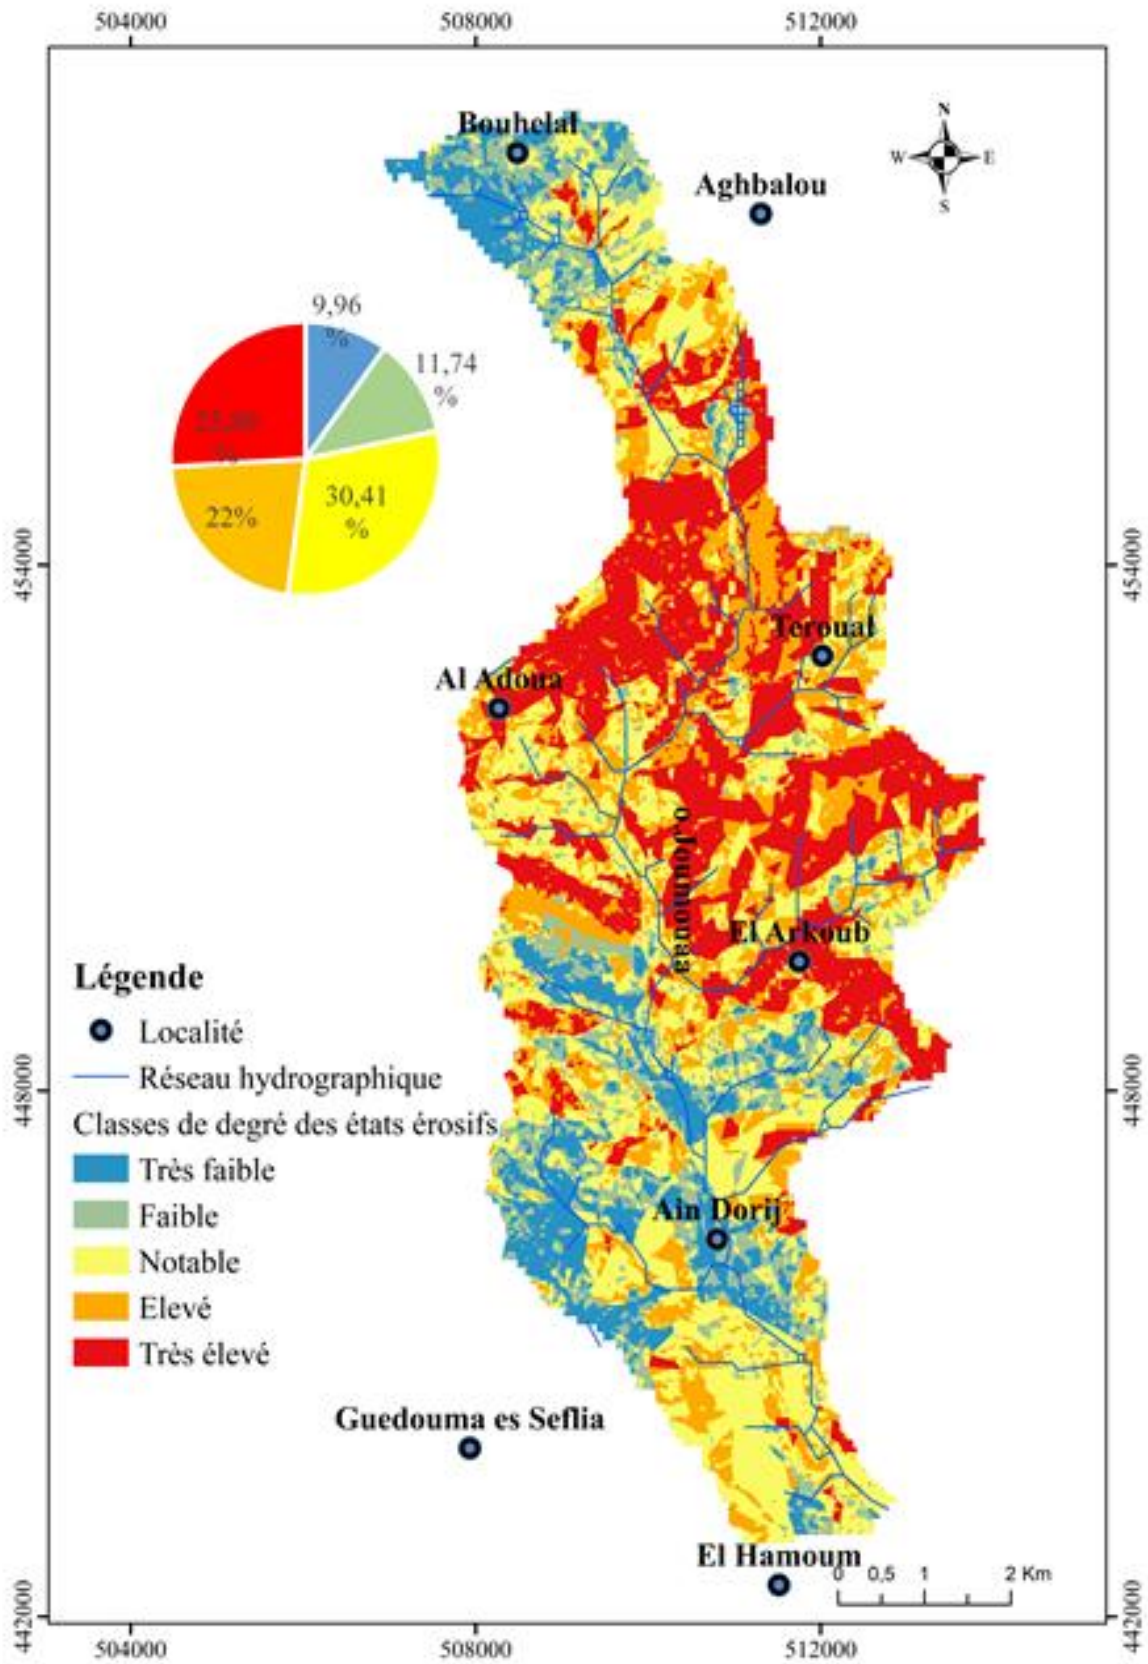 504000
508000
512000
Bouhelal
N
W
E
S
Aghbalou
9,96
%
11,74
%
%
30,41
%
22%
454000
454000
Teroual
Al Adoua
o.Joumouaa
El Arkoub
Légende
Localité
Réseau hydrographique
448000
448000
Classes de degré des états érosifs
Très faible
Faible
Notable
Elevé
Très élevé
Ain Dorij
Guedouma es Seflia
El Hamoum
0 0,5 1 2 Km
442000
442000
504000
508000
512000